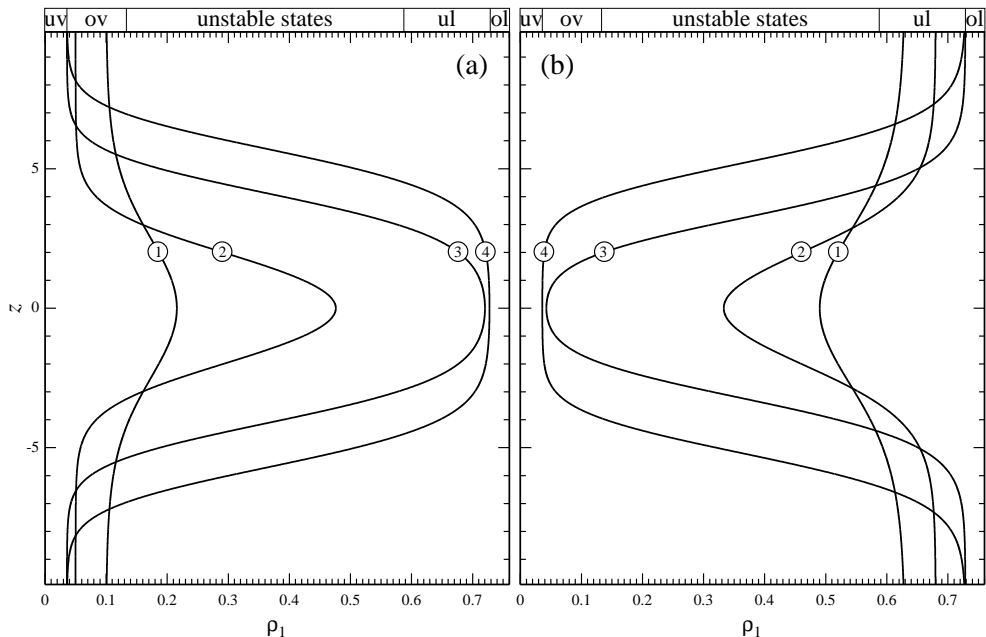 uv ov unstable states ul ol uv ov unstable states ul ol
(a) (b)
5
1 2 3 4 4 3 2 1
z 0
-5
0 0.1 0.2 0.3 0.4 0.5 0.6 0.7 0 0.1 0.2 0.3 0.4 0.5 0.6 0.7
ρ1 ρ1